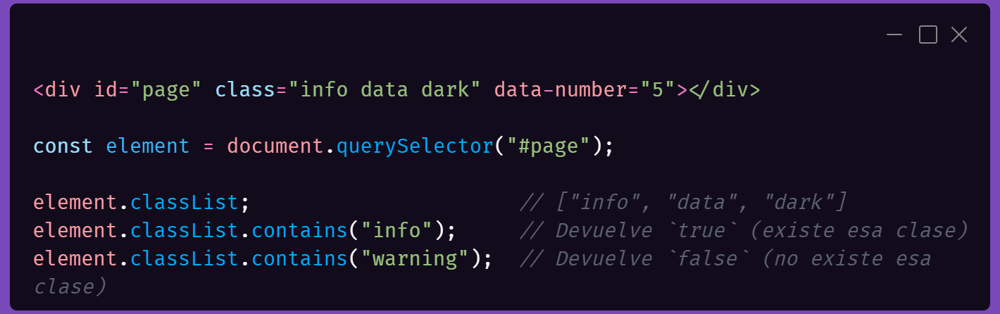 <div id="page" class="info data dark" data-number="5"></div>
const element = document.querySelector("#page");
element.classList;                      // ["info", "data", "dark"]
element.classList.contains("info");     // Devuelve `true` (existe esa clase)
element.classList.contains("warning");  // Devuelve `false` (no existe esa
clase)